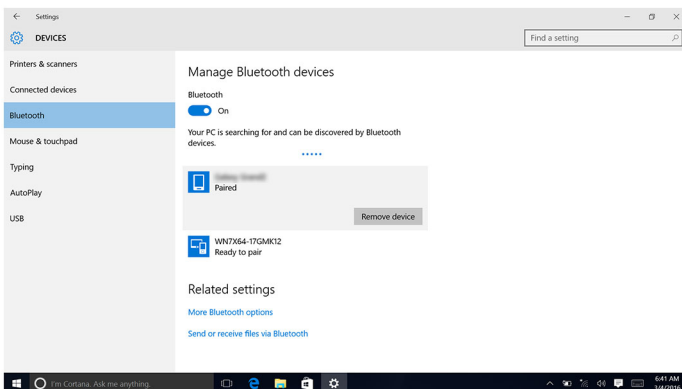 Settings
DEVICES
Find a setting
Printers & scanners
Connected devices
Bluetooth
Mouse & touchpad
Typing
AutoPlay
USB
Manage Bluetooth devices
Bluetooth
On
Your PC is searching for and can be discovered by Bluetooth
devices.
Paired
Remove device
WN7X64-17GMK12
Ready to pair
Related settings
More Bluetooth options
Send or receive files via Bluetooth
I'm Cortana. Ask me anything.
6:41 AM
3/4/2016